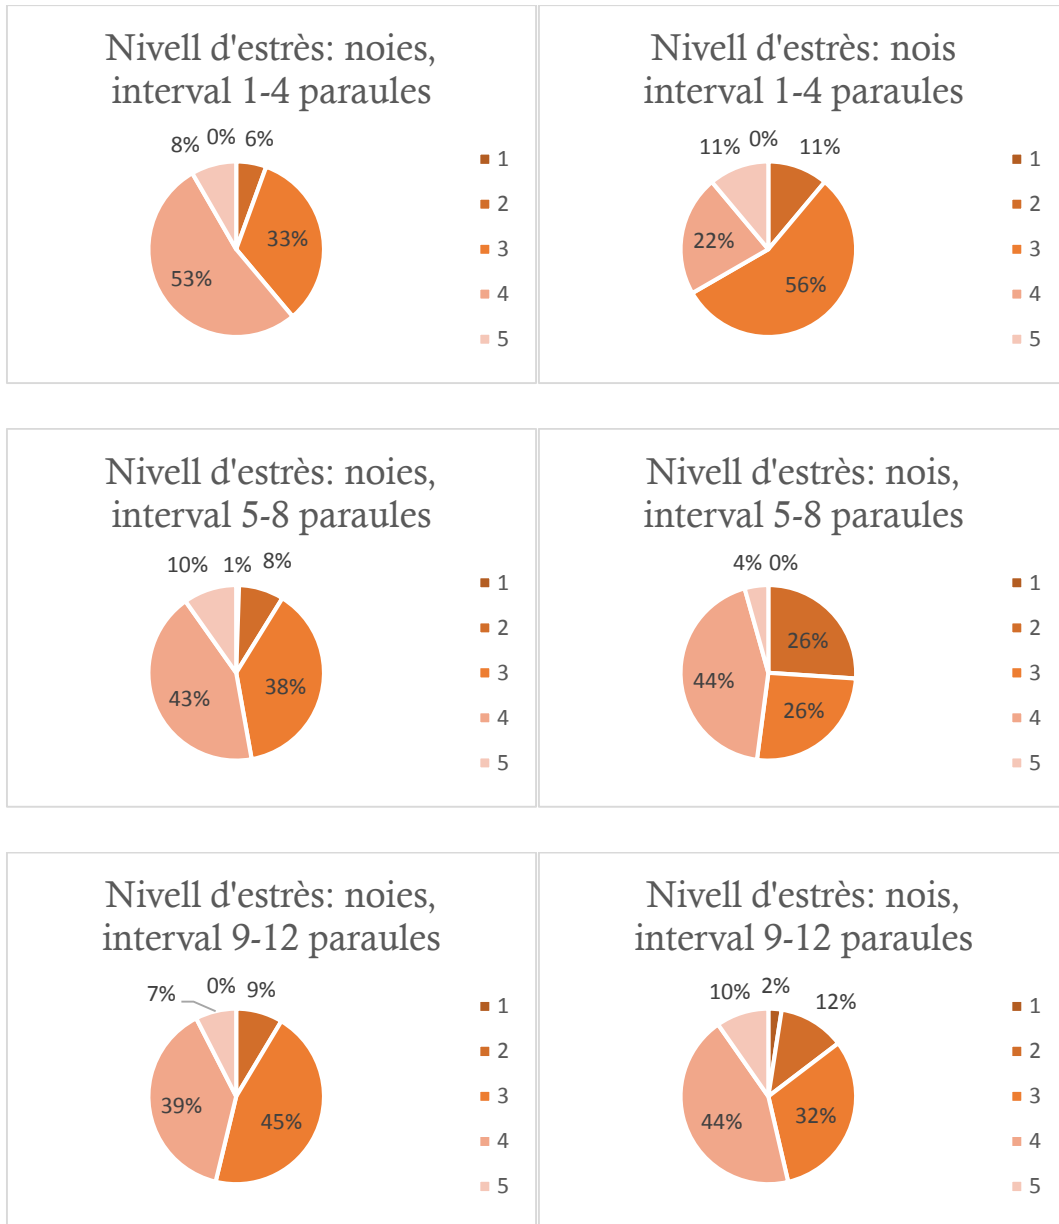 Nivell d'estrès: noies,
interval 1-4 paraules
8% 0% 6%
33%
53%
1
2
3
4
5
Nivell d'estrès: nois
interval 1-4 paraules
11% 0% 11%
22%
56%
1
2
3
4
5
Nivell d'estrès: noies,
interval 5-8 paraules
10% 1% 8%
43% 38%
1
2
3
4
5
Nivell d'estrès: nois,
interval 5-8 paraules
4% 0%
26%
44%
26%
1
2
3
4
5
Nivell d'estrès: noies,
interval 9-12 paraules
7% 0% 9%
39%
45%
1
2
3
4
5
Nivell d'estrès: nois,
interval 9-12 paraules
10% 2%
12%
44% 32%
1
2
3
4
5